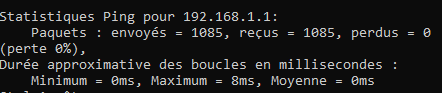 Statistiques Ping pour 192.168.1.1:
Paquets : envoyés = 1085, reçus = 1085, perdus = 0
(perte 0%),
Durée approximative des boucles en millisecondes :
Minimum = 0ms, Maximum = 8ms, Moyenne = 0ms